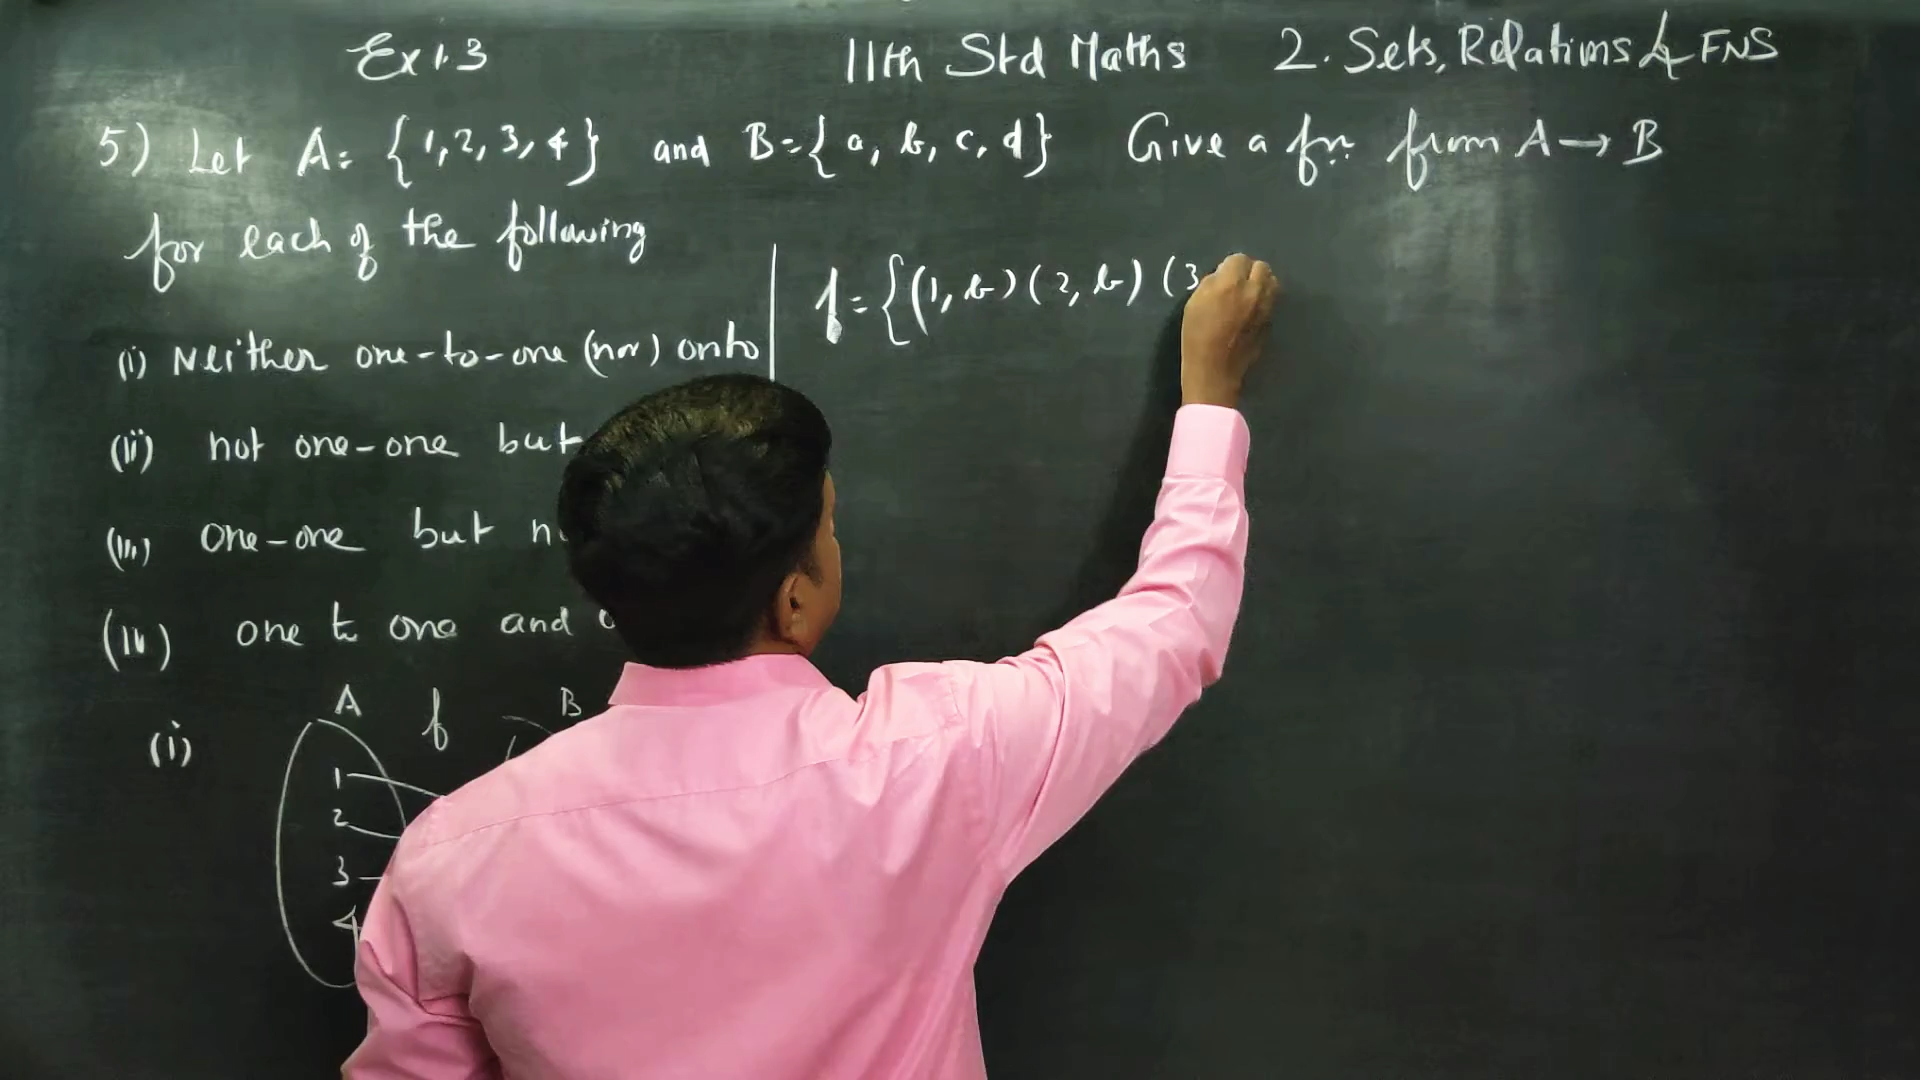 Ex 1.3 11th Std Maths 2. Sets, Relations & FNS
5) Let A = {1, 2, 3, 4} and B = {a, b, c, d} Give a fn. from A → B
for each of the following
f = {(1, b) (2, b) (3
(i) Neither one-to-one (nor) onto
(ii) not one-one but
(iii) one-one but
(iv) one to one and
A f B
(i)
1
2
3
4